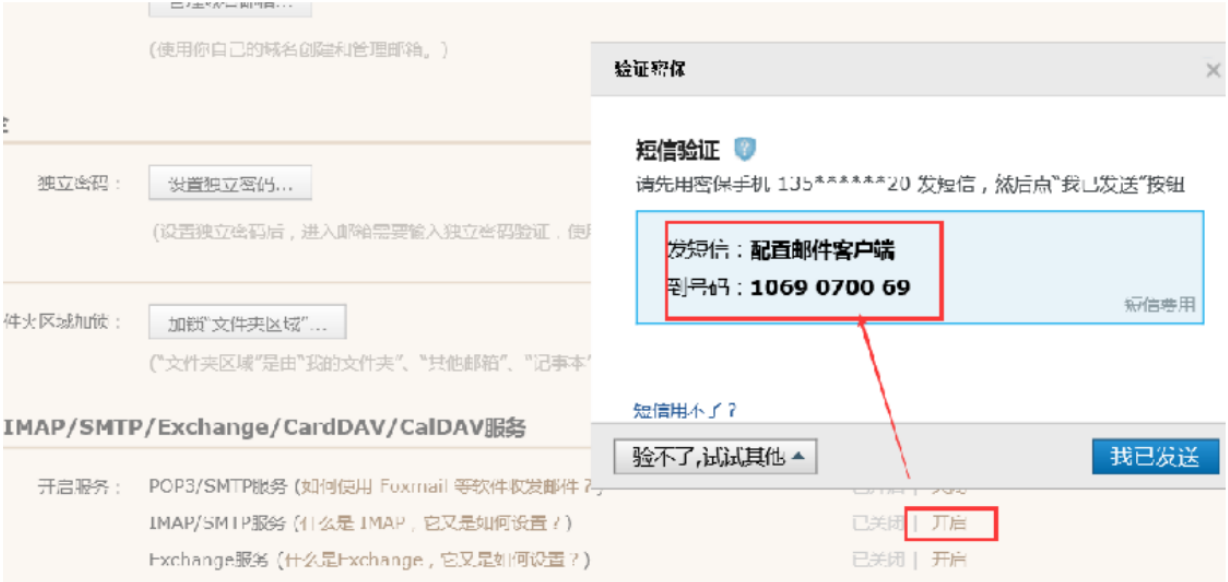 (使用你自己的域名创建和管理邮箱。)
独立密码：
设置独立密码...
(设置独立密码后，进入邮箱需要输入独立密码验证，使用
件夹区域加锁：
加锁“文件夹区域”...
(“文件夹区域”是由“我的文件夹”、“其他邮箱”、“记事本”
IMAP/SMTP/Exchange/CardDAV/CalDAV服务
开启服务：
POP3/SMTP服务 (如何使用 Foxmail 等软件收发邮件？)
IMAP/SMTP服务 (什么是 IMAP，它又是如何设置？)
已关闭 | 开启
Exchange服务 (什么是Exchange，它又是如何设置？)
已关闭 | 开启
验证密保
×
短信验证
请先用密保手机 135******20 发短信，然后点“我已发送”按钮
发短信：配置邮件客户端
到号码：1069 0700 69
短信费用
短信用不了？
验不了,试试其他
我已发送